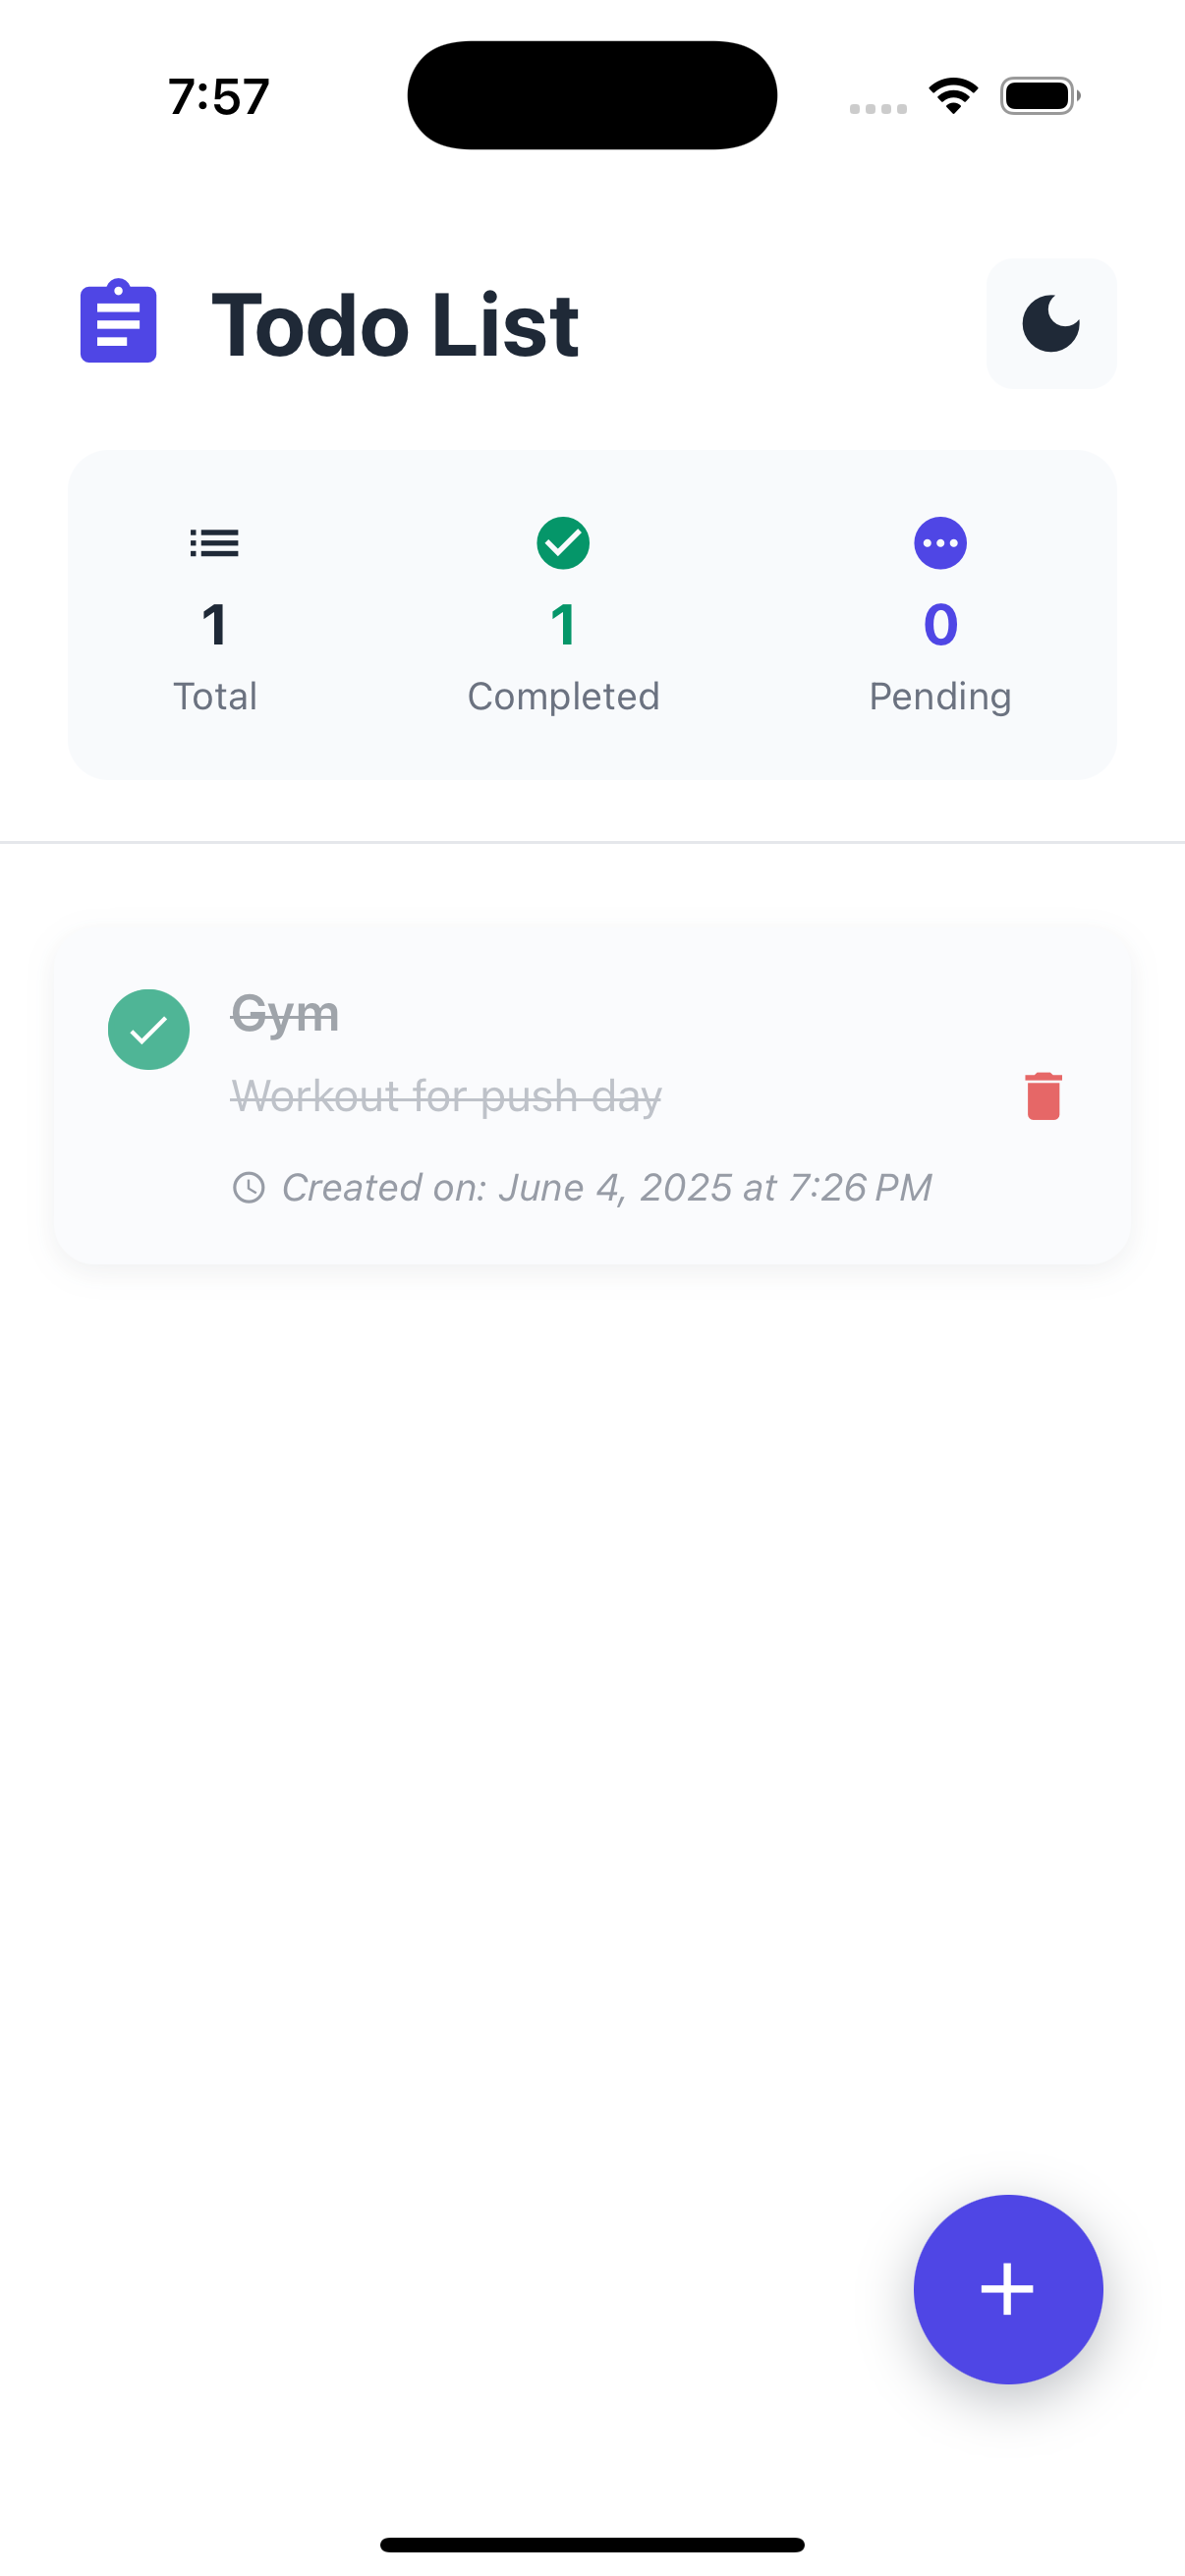 7:57
Todo List
1 1 0
Total Completed Pending
Gym
Workout for push day
Created on: June 4, 2025 at 7:26 PM